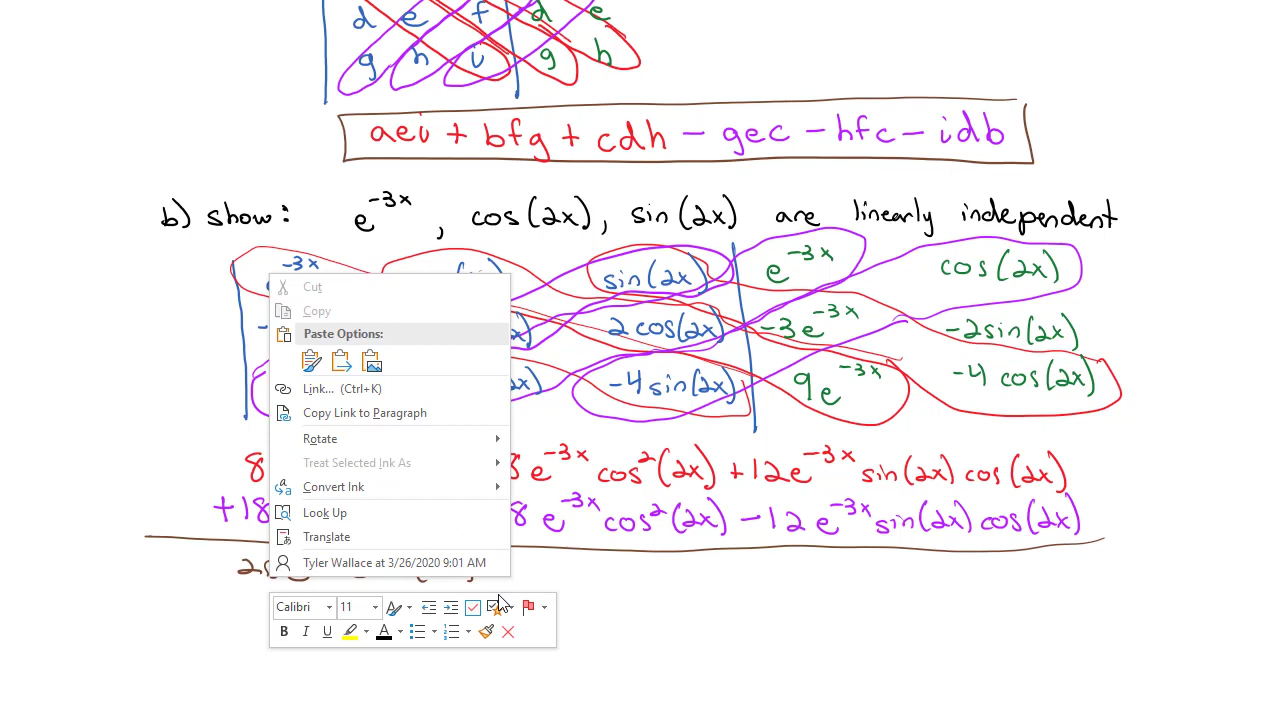 d e f d e
g h i g h
aei + bfg + cdh - gec - hfc - idb
b) show: e^-3x, cos(2x), sin(2x) are linearly independent
-3x sin(2x) e^-3x cos(2x)
2cos(2x) -3e^-3x -2sin(2x)
-4sin(2x) 9e^-3x -4cos(2x)
8 e^-3x cos²(2x) + 12e^-3x sin(2x) cos(2x)
+18 8 e^-3x cos²(2x) - 12e^-3x sin(2x) cos(2x)
Cut
Copy
Paste Options:
Link... (Ctrl+K)
Copy Link to Paragraph
Rotate
Treat Selected Ink As
Convert Ink
Look Up
Translate
Tyler Wallace at 3/26/2020 9:01 AM
Calibri 11
B I U A